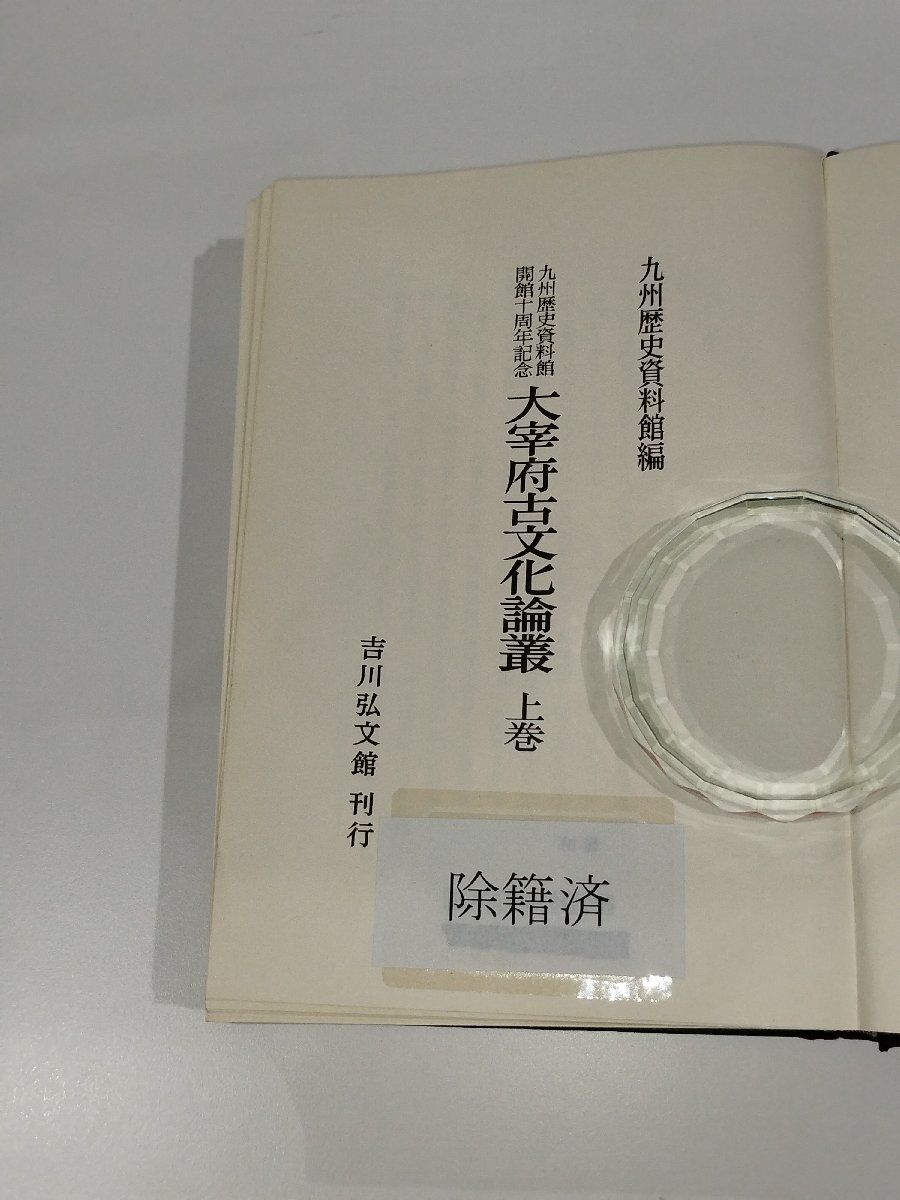 九州歴史資料館編
九州歴史資料館
開館十周年記念
大宰府古文化論叢 上巻
吉川弘文館 刊行
除籍済